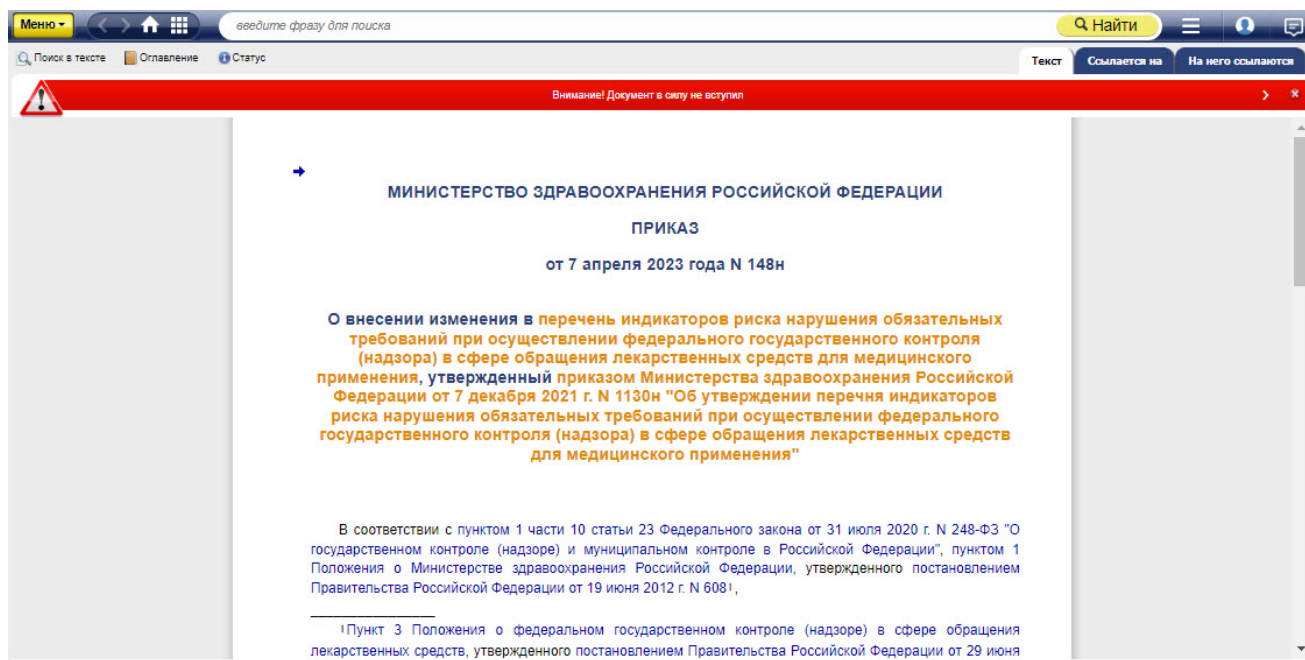 Меню
введите фразу для поиска
Найти
Поиск в тексте Оглавление Статус
Текст Ссылается на На него ссылаются
Внимание! Документ в силу не вступил
МИНИСТЕРСТВО ЗДРАВООХРАНЕНИЯ РОССИЙСКОЙ ФЕДЕРАЦИИ
ПРИКАЗ
от 7 апреля 2023 года N 148н
О внесении изменения в перечень индикаторов риска нарушения обязательных
требований при осуществлении федерального государственного контроля
(надзора) в сфере обращения лекарственных средств для медицинского
применения, утвержденный приказом Министерства здравоохранения Российской
Федерации от 7 декабря 2021 г. N 1130н "Об утверждении перечня индикаторов
риска нарушения обязательных требований при осуществлении федерального
государственного контроля (надзора) в сфере обращения лекарственных средств
для медицинского применения"
В соответствии с пунктом 1 части 10 статьи 23 Федерального закона от 31 июля 2020 г. N 248-ФЗ "О
государственном контроле (надзоре) и муниципальном контроле в Российской Федерации", пунктом 1
Положения о Министерстве здравоохранения Российской Федерации, утвержденного постановлением
Правительства Российской Федерации от 19 июня 2012 г. N 608¹,
¹Пункт 3 Положения о федеральном государственном контроле (надзоре) в сфере обращения
лекарственных средств, утвержденного постановлением Правительства Российской Федерации от 29 июня